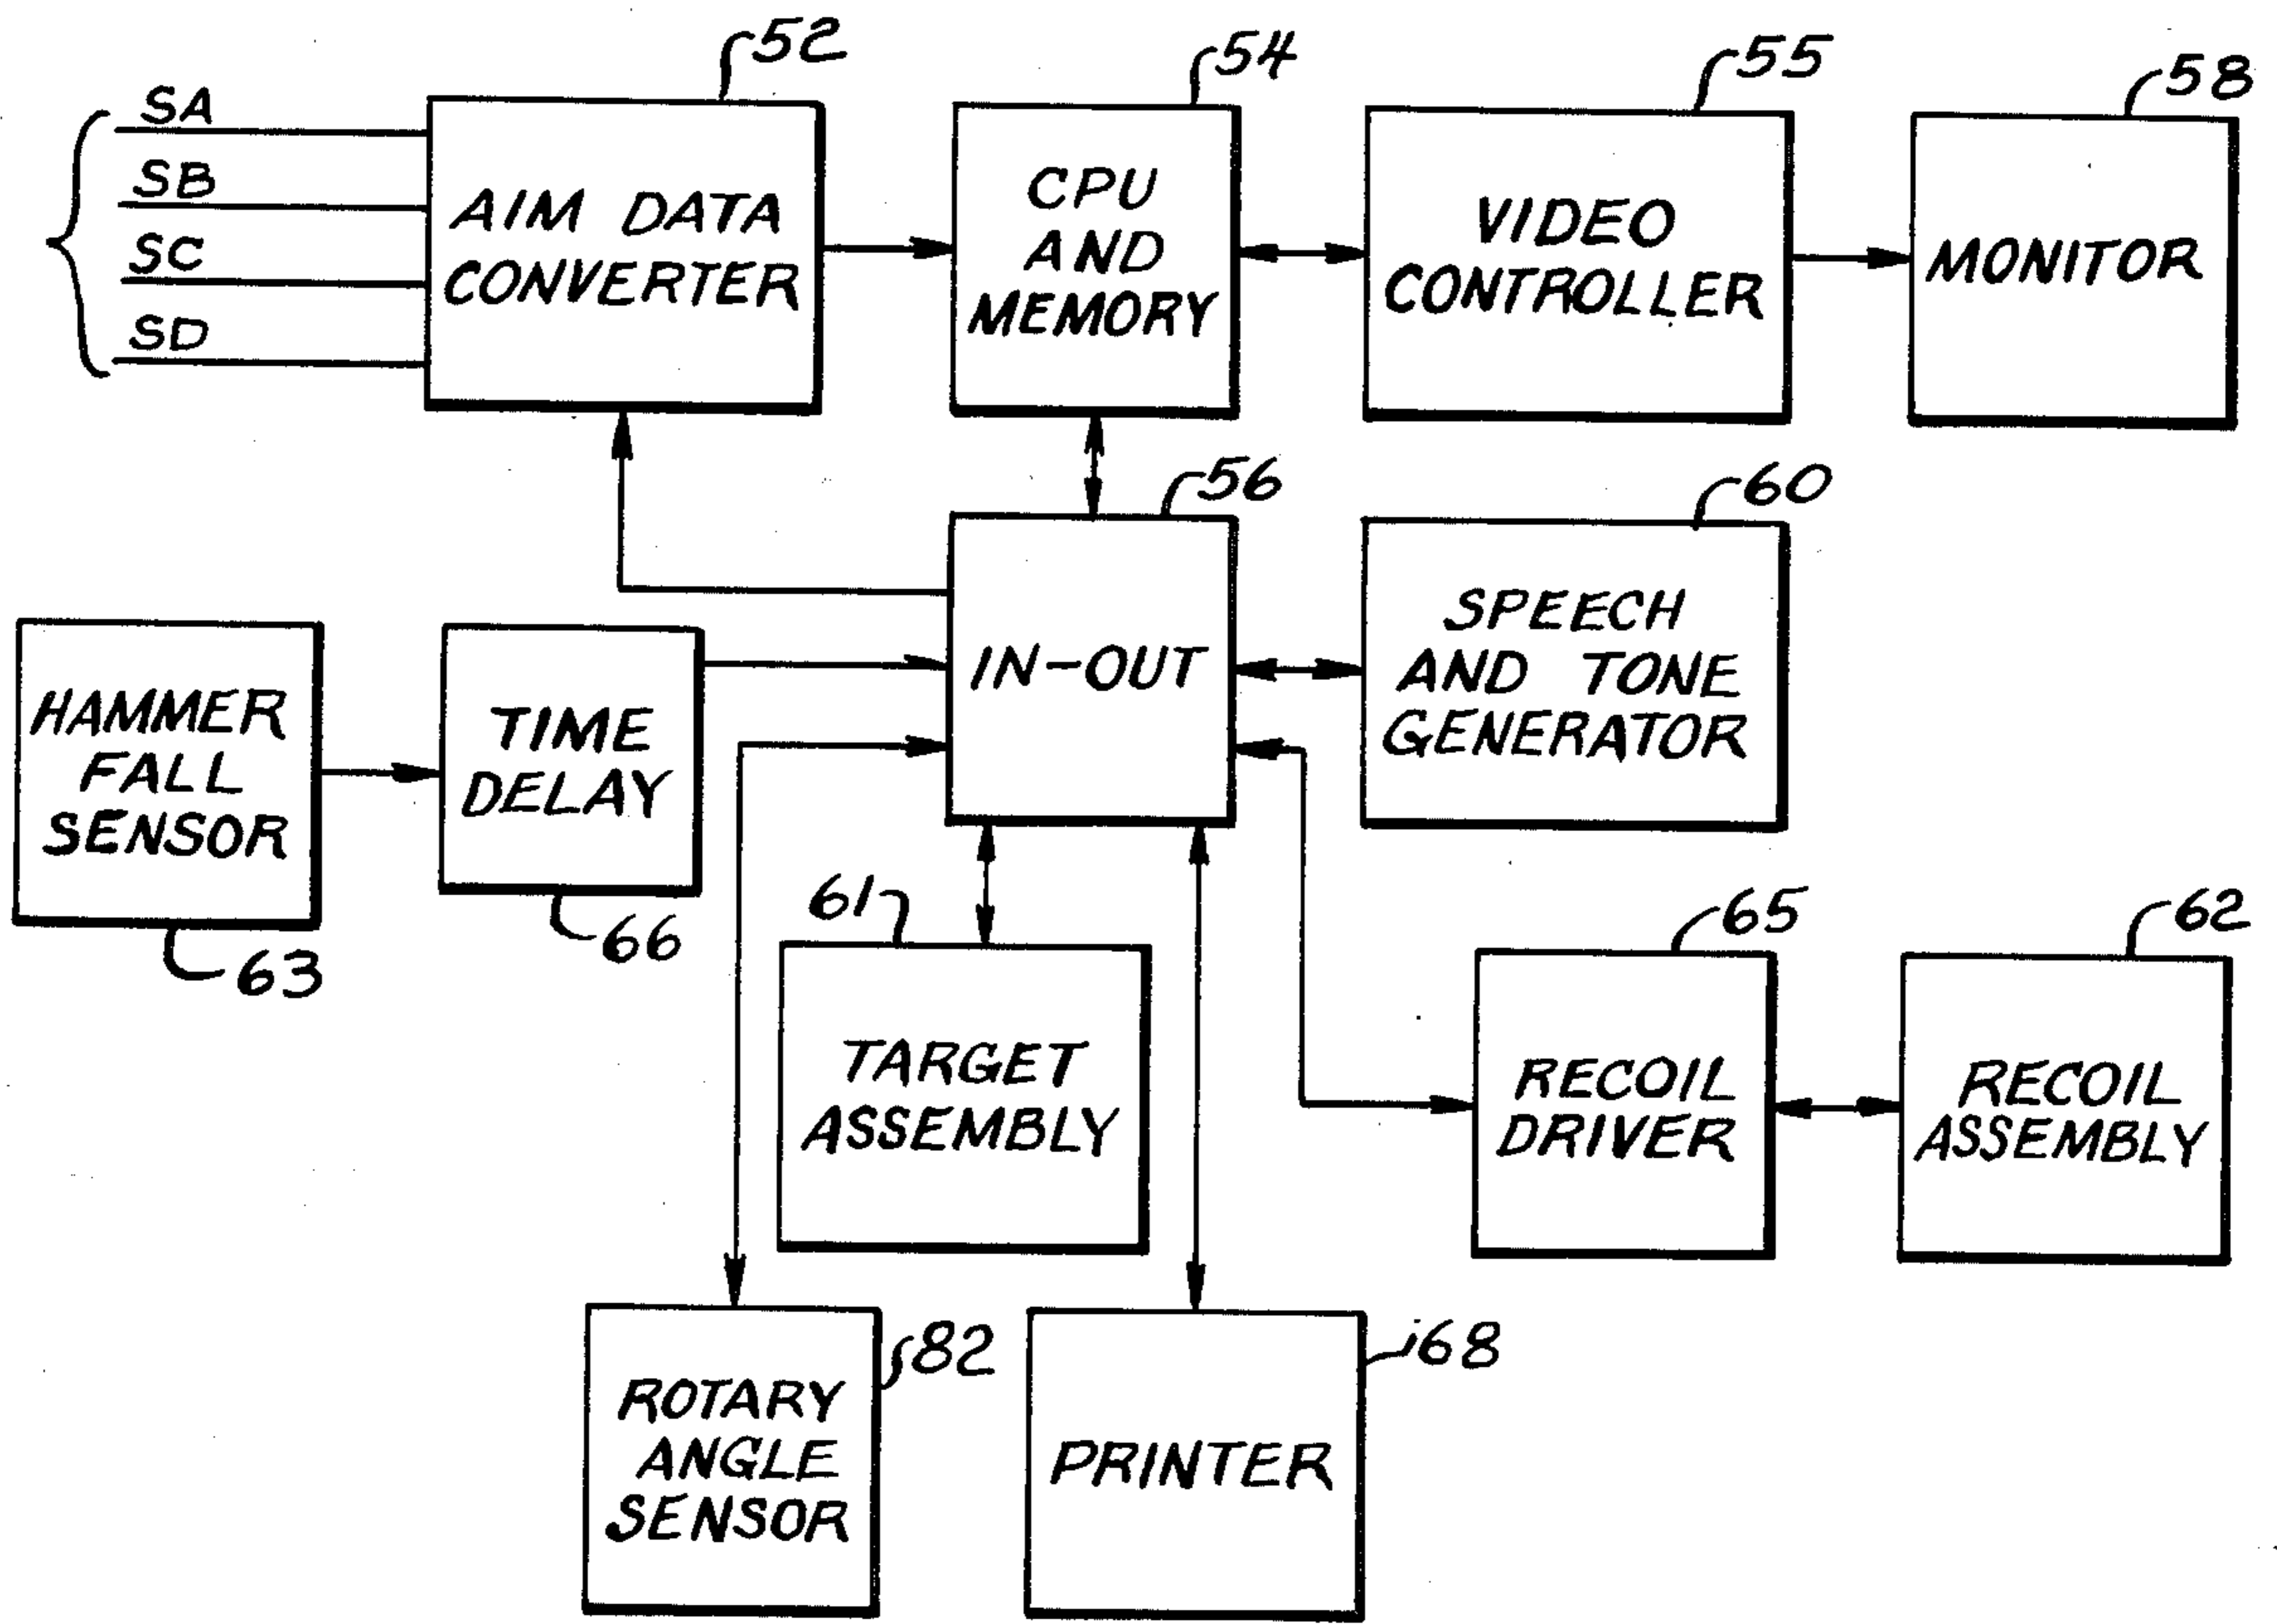 52
54
55
58
SA
SB
SC
SD
AIM DATA
CONVERTER
CPU
AND
MEMORY
VIDEO
CONTROLLER
MONITOR
56
60
IN-OUT
SPEECH
AND TONE
GENERATOR
HAMMER
FALL
SENSOR
63
TIME
DELAY
66
61
TARGET
ASSEMBLY
65
RECOIL
DRIVER
62
RECOIL
ASSEMBLY
82
ROTARY
ANGLE
SENSOR
68
PRINTER